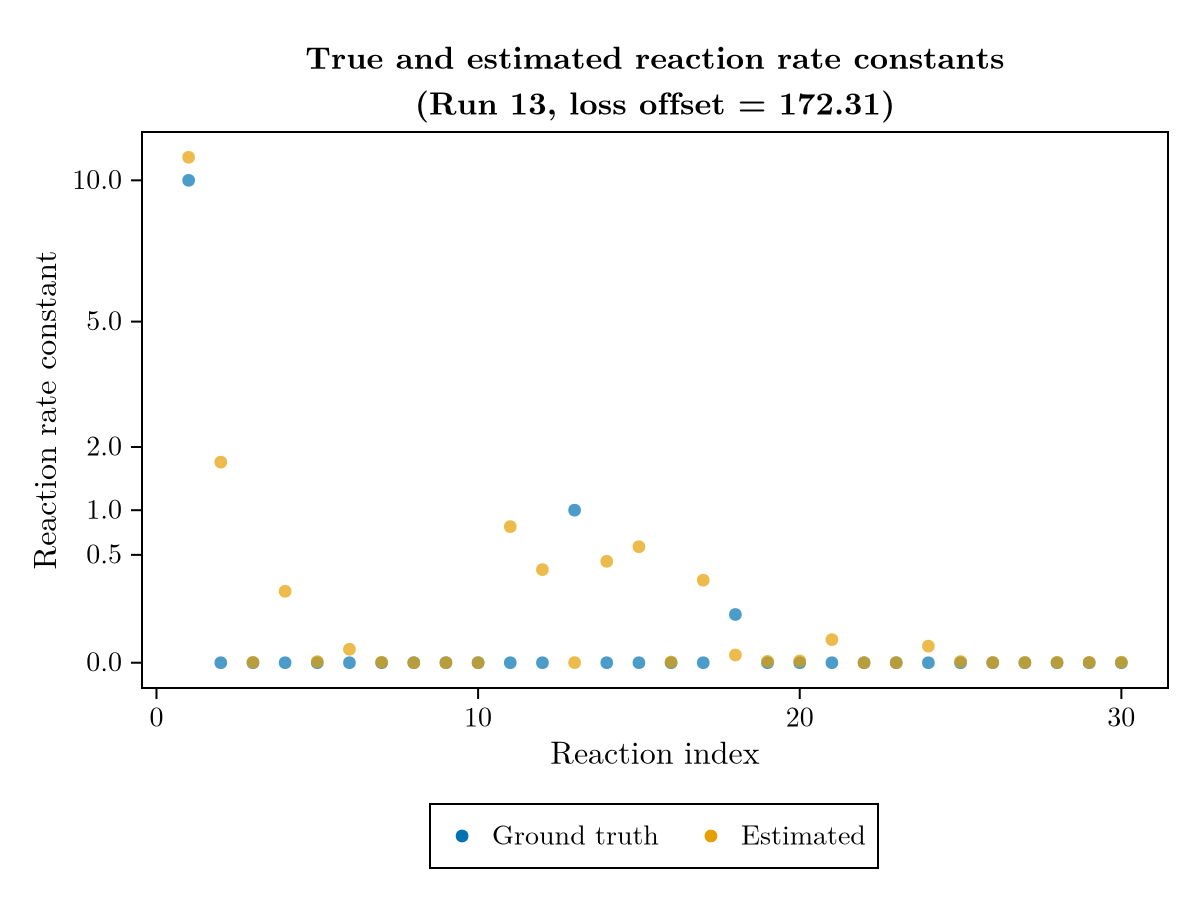 True and estimated reaction rate constants
(Run 13, loss offset = 172.31)
Reaction rate constant
10.0
5.0
2.0
1.0
0.5
0.0
0 10 20 30
Reaction index
Ground truth Estimated